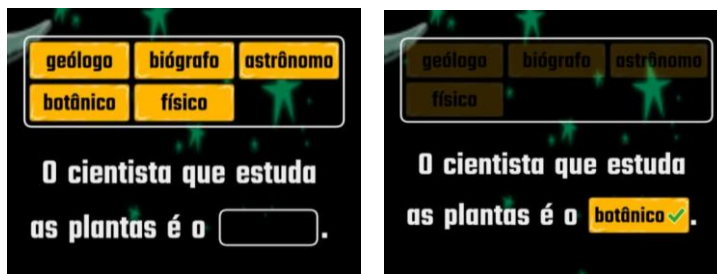 geólogo biógrafo astrônomo
botânico físico
O cientista que estuda
as plantas é o .
geólogo biógrafo astrônomo
físico
O cientista que estuda
as plantas é o botânico ✓.